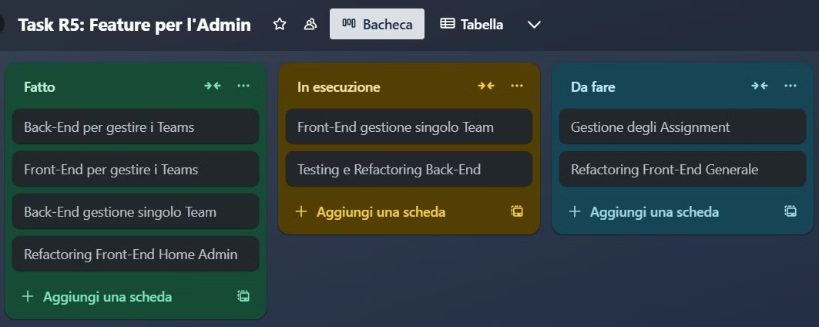 Task R5: Feature per l'Admin
Bacheca
Tabella
Fatto
Back-End per gestire i Teams
Front-End per gestire i Teams
Back-End gestione singolo Team
Refactoring Front-End Home Admin
Aggiungi una scheda
In esecuzione
Front-End gestione singolo Team
Testing e Refactoring Back-End
Aggiungi una scheda
Da fare
Gestione degli Assignment
Refactoring Front-End Generale
Aggiungi una scheda